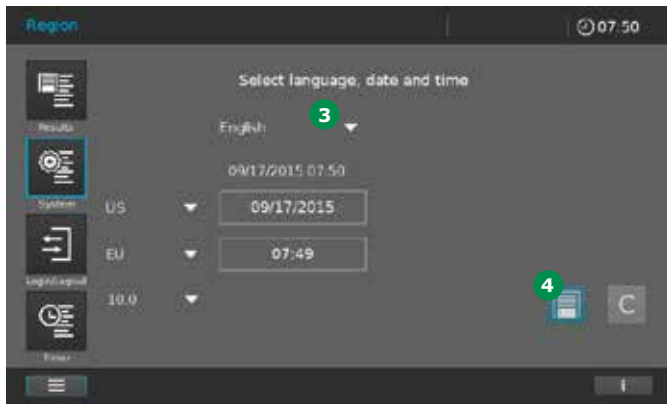 Region
07.50
Select language, date and time
3
English
Results
09/17/2015 07.50
System
US
09/17/2015
EU
07:49
Login/Logout
4
10.0
C
Timer
i